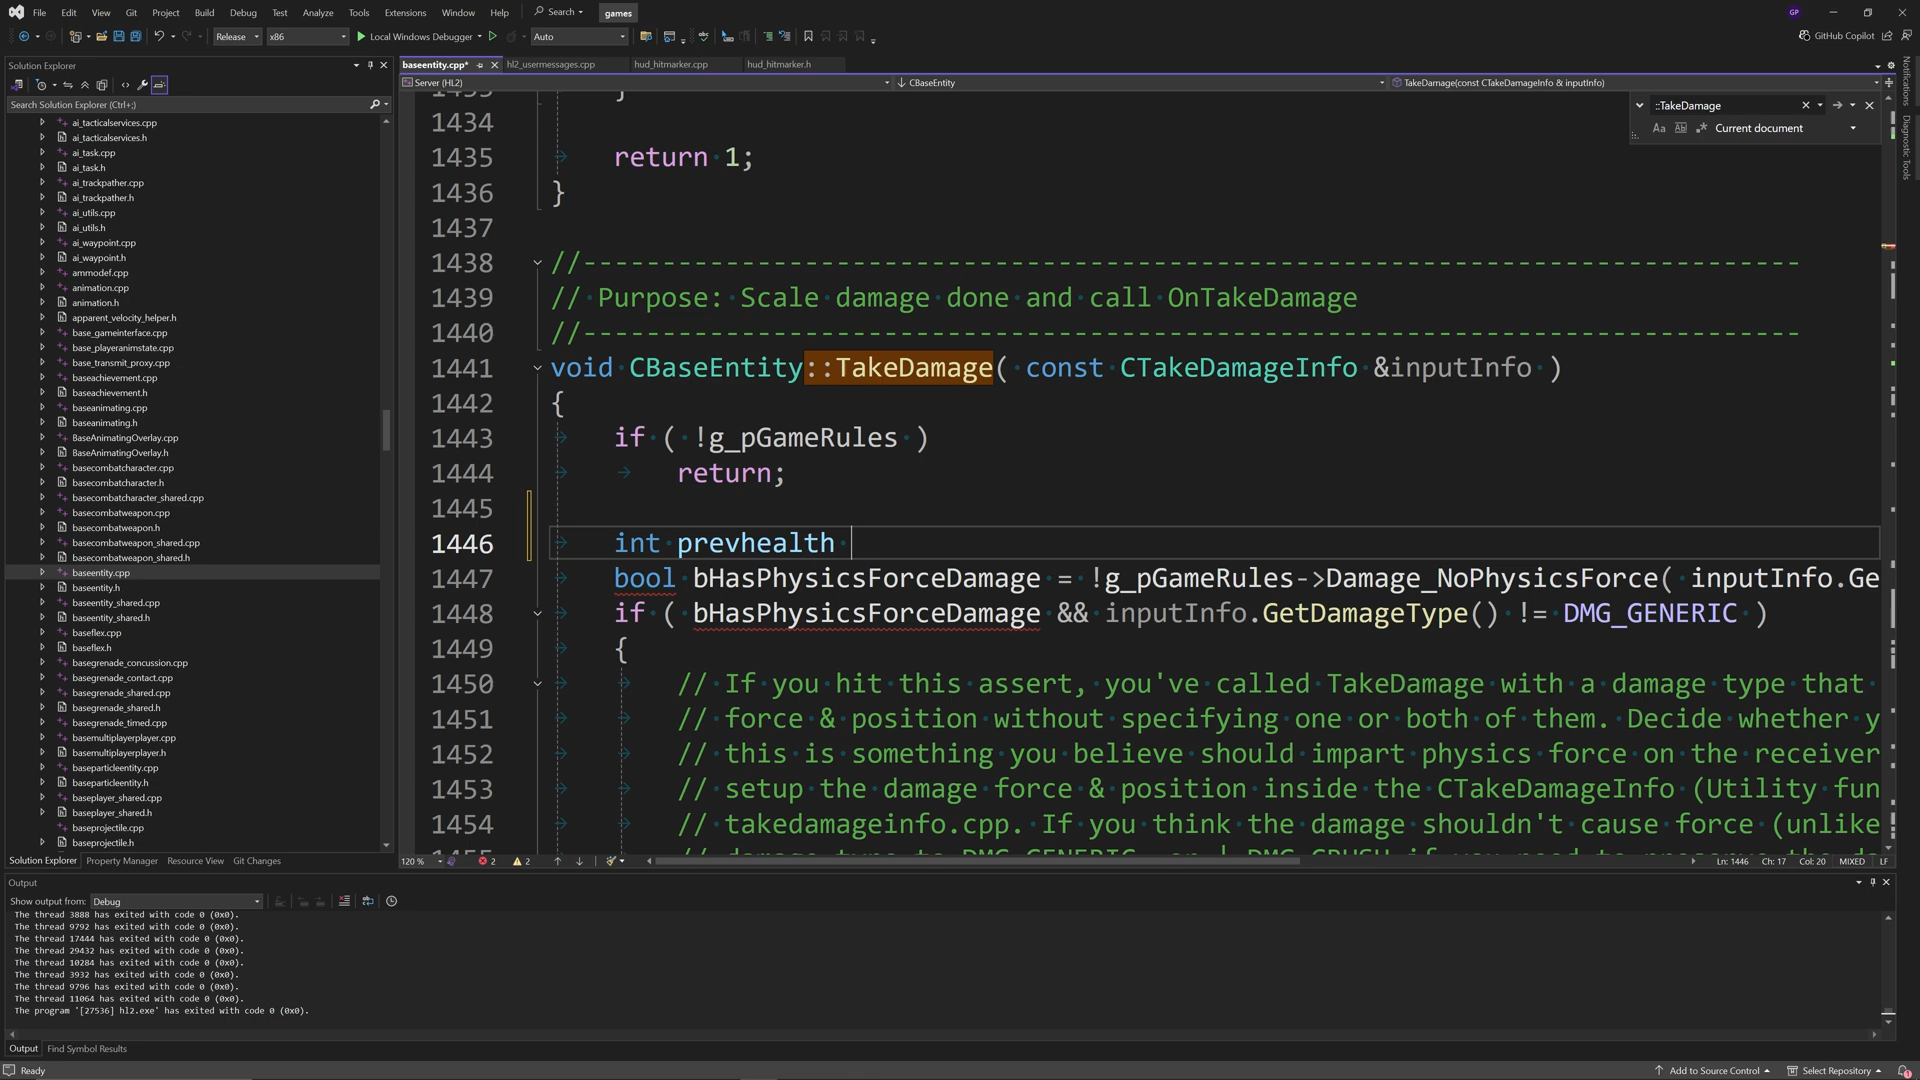 File Edit View Git Project Build Debug Test Analyze Tools Extensions Window Help Search games GP
Release x86 Local Windows Debugger Auto GitHub Copilot
Solution Explorer
Search Solution Explorer (Ctrl+;)
ai_tacticalservices.cpp
ai_tacticalservices.h
ai_task.cpp
ai_task.h
ai_trackpather.cpp
ai_trackpather.h
ai_utils.cpp
ai_utils.h
ai_waypoint.cpp
ai_waypoint.h
ammodef.cpp
animation.cpp
animation.h
apparent_velocity_helper.h
base_gameinterface.cpp
base_playeranimstate.cpp
base_transmit_proxy.cpp
baseachievement.cpp
baseachievement.h
baseanimating.cpp
baseanimating.h
BaseAnimatingOverlay.cpp
BaseAnimatingOverlay.h
basecombatcharacter.cpp
basecombatcharacter.h
basecombatcharacter_shared.cpp
basecombatweapon.cpp
basecombatweapon.h
basecombatweapon_shared.cpp
basecombatweapon_shared.h
baseentity.cpp
baseentity.h
baseentity_shared.cpp
baseentity_shared.h
baseflex.cpp
baseflex.h
basegrenade_concussion.cpp
basegrenade_contact.cpp
basegrenade_shared.cpp
basegrenade_shared.h
basegrenade_timed.cpp
basemultiplayerplayer.cpp
basemultiplayerplayer.h
baseparticleentity.cpp
baseparticleentity.h
baseplayer_shared.cpp
baseplayer_shared.h
baseprojectile.cpp
baseprojectile.h
Solution Explorer Property Manager Resource View Git Changes
baseentity.cpp* hl2_usermessages.cpp hud_hitmarker.cpp hud_hitmarker.h
Server (HL2) CBaseEntity TakeDamage(const CTakeDamageInfo & inputInfo)
::TakeDamage
Aa Current document
1433 }
1434
1435 return 1;
1436 }
1437
1438 //-----------------------------------------------------------------------------
1439 // Purpose: Scale damage done and call OnTakeDamage
1440 //-----------------------------------------------------------------------------
1441 void CBaseEntity::TakeDamage( const CTakeDamageInfo &inputInfo )
1442 {
1443 if ( !g_pGameRules )
1444 return;
1445
1446 int prevhealth
1447 bool bHasPhysicsForceDamage = !g_pGameRules->Damage_NoPhysicsForce( inputInfo.Ge
1448 if ( bHasPhysicsForceDamage && inputInfo.GetDamageType() != DMG_GENERIC )
1449 {
1450 // If you hit this assert, you've called TakeDamage with a damage type that
1451 // force & position without specifying one or both of them. Decide whether y
1452 // this is something you believe should impart physics force on the receiver
1453 // setup the damage force & position inside the CTakeDamageInfo (Utility fun
1454 // takedamageinfo.cpp. If you think the damage shouldn't cause force (unlike
120 % 2 2 Ln: 1446 Ch: 17 Col: 20 MIXED LF
Notifications
Diagnostic Tools
Output
Show output from: Debug
The thread 3888 has exited with code 0 (0x0).
The thread 9792 has exited with code 0 (0x0).
The thread 17444 has exited with code 0 (0x0).
The thread 29432 has exited with code 0 (0x0).
The thread 10284 has exited with code 0 (0x0).
The thread 3932 has exited with code 0 (0x0).
The thread 9796 has exited with code 0 (0x0).
The thread 11064 has exited with code 0 (0x0).
The program '[27536] hl2.exe' has exited with code 0 (0x0).
Output Find Symbol Results
Ready Add to Source Control Select Repository